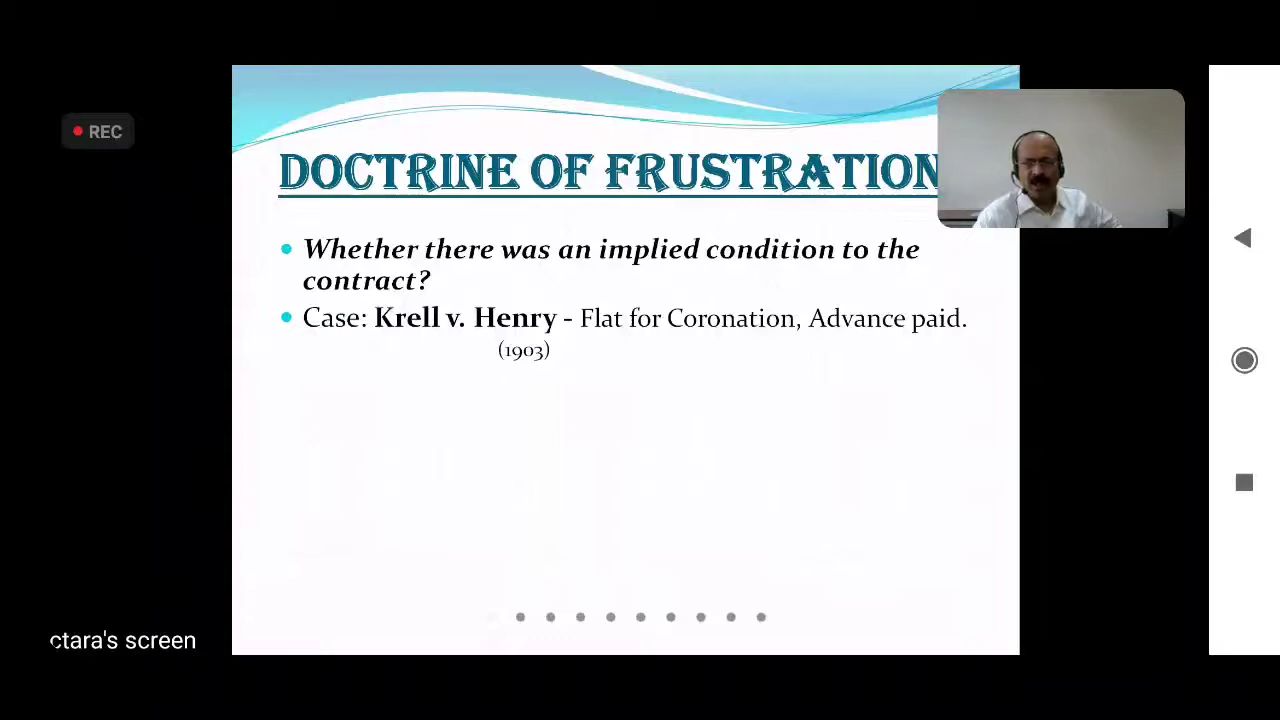 REC
DOCTRINE OF FRUSTRATION
Whether there was an implied condition to the
contract?
Case: Krell v. Henry - Flat for Coronation, Advance paid.
(1903)
ctara's screen